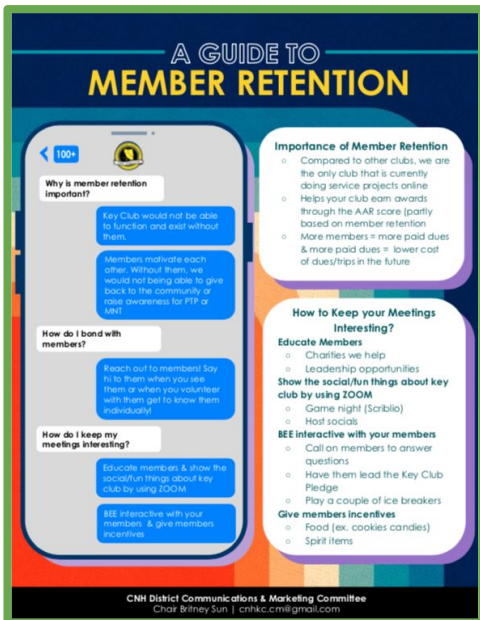 A GUIDE TO
MEMBER RETENTION
100+
Why is member retention
important?
Key Club would not be able
to function and exist without
them.
Members motivate each
other. Without them, we
would not being able to give
back to the community or
raise awareness for PTP or
MNT
How do I bond with
members?
Reach out to members! Say
hi to them when you see
them or when you volunteer
with them get to know them
individually!
How do I keep my
meetings interesting?
Educate members & show the
social/fun things about key
club by using ZOOM
BEE interactive with your
members & give members
incentives
Importance of Member Retention
Compared to other clubs, we are
the only club that is currently
doing service projects online
Helps your club earn awards
through the AAR score (partly
based on member retention
More members = more paid dues
& more paid dues = lower cost
of dues/trips in the future
How to Keep your Meetings
Interesting?
Educate Members
Charities we help
Leadership opportunities
Show the social/fun things about key
club by using ZOOM
Game night (Scriblio)
Host socials
BEE interactive with your members
Call on members to answer
questions
Have them lead the Key Club
Pledge
Play a couple of ice breakers
Give members incentives
Food (ex. cookies candies)
Spirit items
CNH District Communications & Marketing Committee
Chair Britney Sun | cnhkc.cm@gmail.com